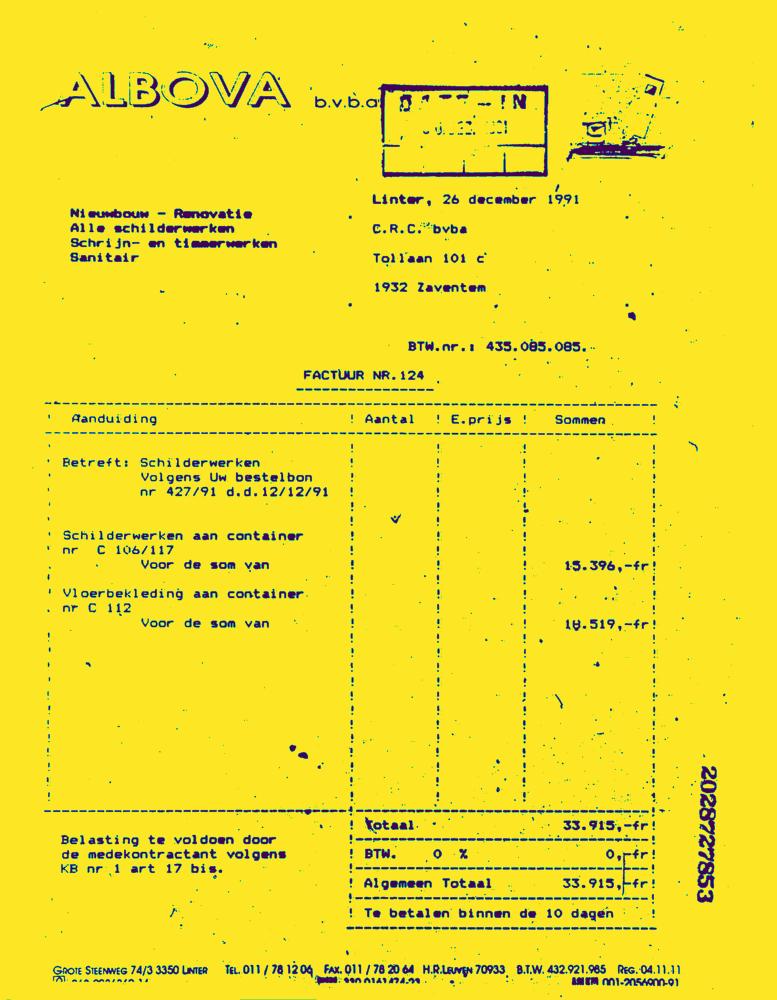 ALBOVA b.v.b.a
Linter, 26 december 1991
Nieuwbouw - Renovatie
Alle schilderwerken
Schrijn- en timmerwerken
Sanitair
C.R.C. bvba
Tollaan 101 c
1932 Zaventem
BTW.nr.: 435.085.085.
FACTUUR NR.124
Aanduiding ! Aantal ! E.prijs ! Sommen !
Betreft: Schilderwerken
Volgens Uw bestelbon
nr 427/91 d.d.12/12/91
Schilderwerken aan container
nr C 106/117
Voor de som van 15.396,-fr
Vloerbekleding aan container
nr C 112
Voor de som van 18.519,-fr
Totaal 33.915,-fr
Belasting te voldoen door
de medekontractant volgens
KB nr 1 art 17 bis.
BTW. 0 % 0,-fr
Algemeen Totaal 33.915,-fr
Te betalen binnen de 10 dagen
2028727853
GROTE STEENWEG 74/3 3350 LINTER TEL. 011 / 78 12 06 FAX. 011 / 78 20 64 H.R. LEUVEN 70933 B.T.W. 432.921.985 REG. 04.11.11
001-2056900-91